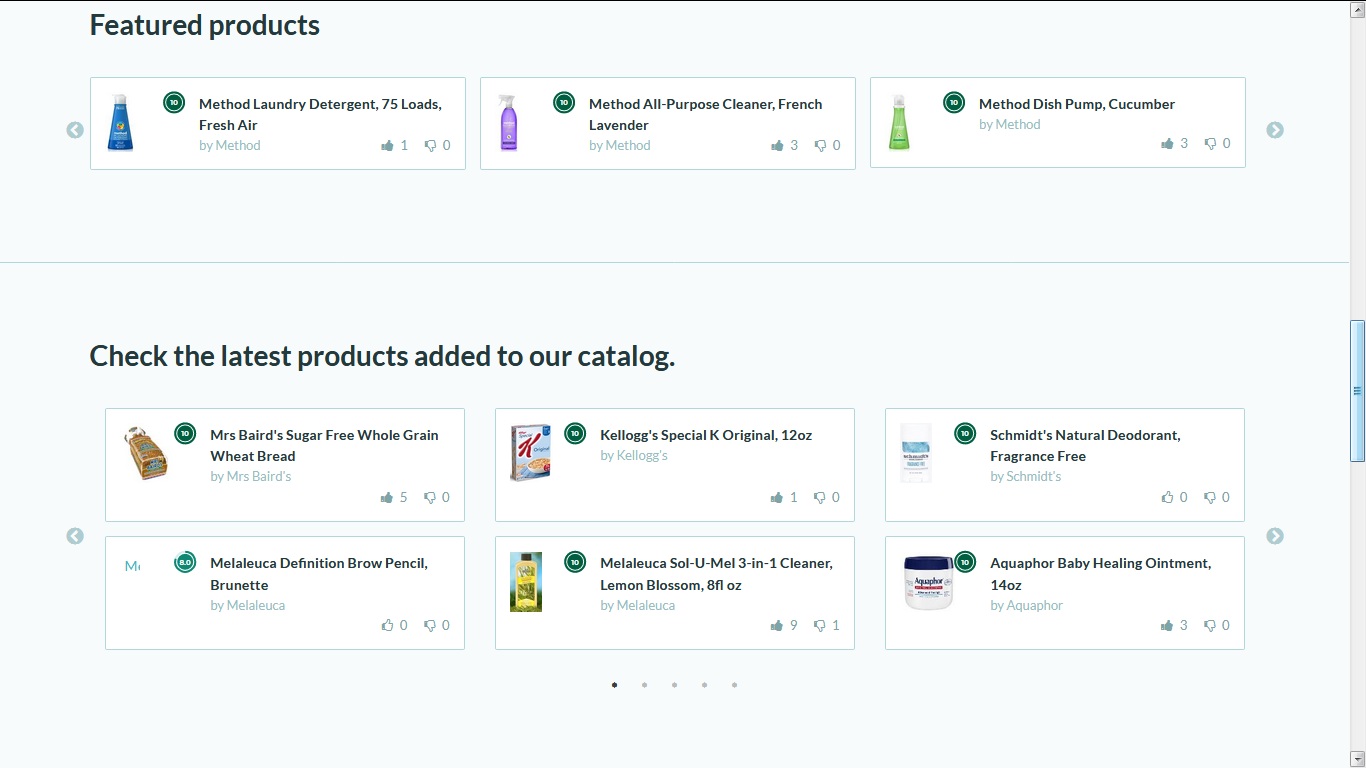 Featured products
10
Method Laundry Detergent, 75 Loads,
Fresh Air
by Method
1 0
10
Method All-Purpose Cleaner, French
Lavender
by Method
3 0
10
Method Dish Pump, Cucumber
by Method
3 0
Check the latest products added to our catalog.
10
Mrs Baird's Sugar Free Whole Grain
Wheat Bread
by Mrs Baird's
5 0
Special
K
Original
10
Kellogg's Special K Original, 12oz
by Kellogg's
1 0
10
Schmidt's Natural Deodorant,
Fragrance Free
by Schmidt's
0 0
8.0
Melaleuca Definition Brow Pencil,
Brunette
by Melaleuca
0 0
10
Melaleuca Sol-U-Mel 3-in-1 Cleaner,
Lemon Blossom, 8fl oz
by Melaleuca
9 1
Aquaphor
10
Aquaphor Baby Healing Ointment,
14oz
by Aquaphor
3 0